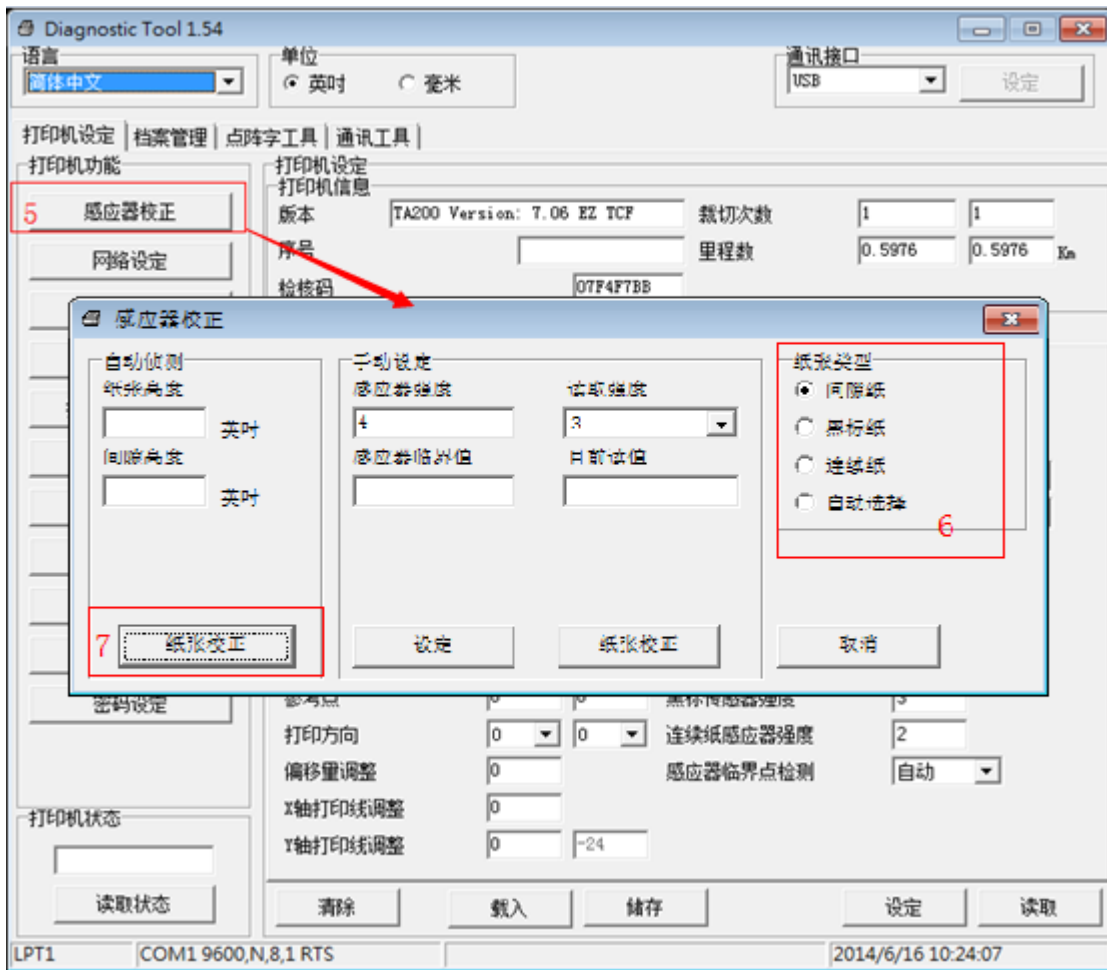 Diagnostic Tool 1.54
语言
简体中文
单位
英吋
毫米
通讯接口
USB
设定
打印机设定
档案管理
点阵字工具
通讯工具
打印机功能
5
感应器校正
网络设定
打印机设定
打印机信息
版本
TA200 Version: 7.06 EZ TCF
裁切次数
1
1
序号
里程数
0.5976
0.5976
Km
检核码
07F4F7BB
感应器校正
自动侦测
纸张高度
英吋
间隙高度
英吋
7
纸张校正
手动设定
感应器强度
4
读取强度
3
感应器临界值
目前读值
设定
纸张校正
纸张类型
间隙纸
黑标纸
连续纸
自动选择
6
取消
密码设定
参考点
0
0
黑标传感器强度
3
打印方向
0
0
连续纸感应器强度
2
偏移量调整
0
感应器临界点检测
自动
X轴打印线调整
0
Y轴打印线调整
0
-24
打印机状态
读取状态
清除
载入
储存
设定
读取
LPT1
COM1 9600,N,8,1 RTS
2014/6/16 10:24:07